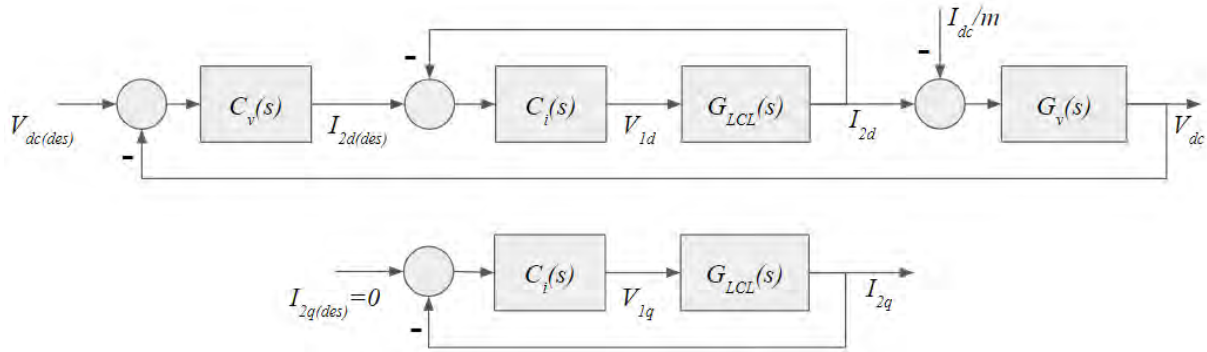 I_dc/m
-
-
C_v(s)
C_i(s)
G_LCL(s)
G_v(s)
V_dc(des)
I_2d(des)
V_1d
I_2d
V_dc
-
C_i(s)
G_LCL(s)
I_2q(des)=0
V_1q
I_2q
-